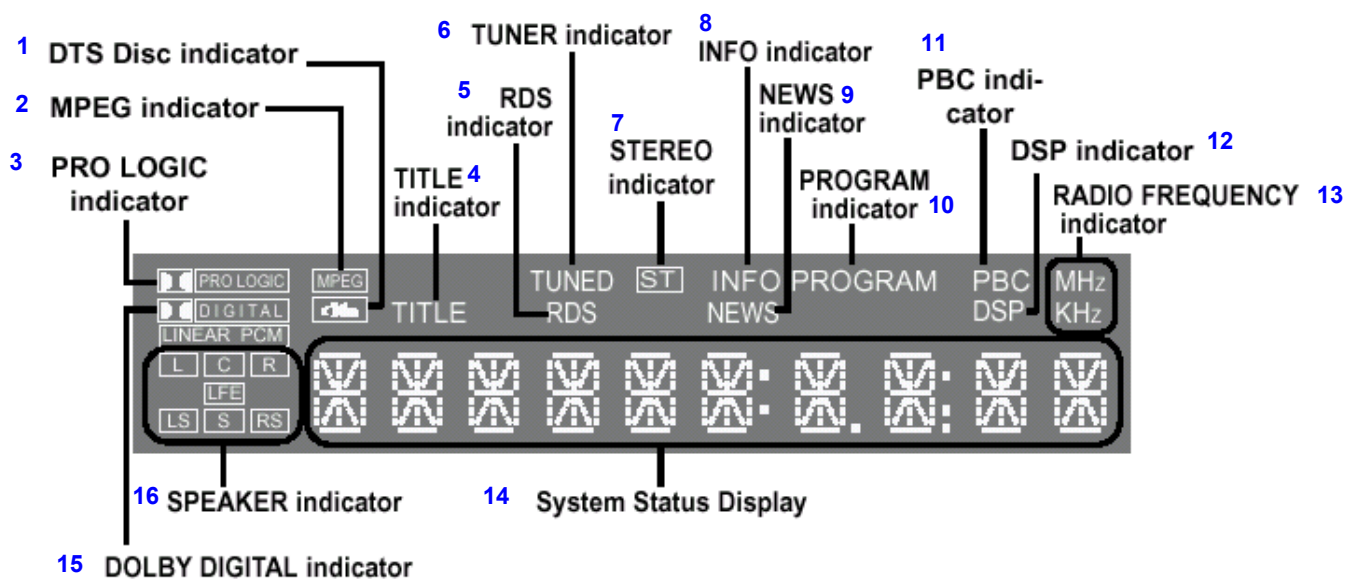 6 TUNER indicator
8
INFO indicator
11
PBC indi-
cator
1 DTS Disc indicator
2 MPEG indicator
5 RDS
indicator
NEWS 9
indicator
7
STEREO
indicator
DSP indicator 12
3 PRO LOGIC
indicator
TITLE 4
indicator
PROGRAM
indicator 10
RADIO FREQUENCY 13
indicator
PRO LOGIC MPEG TUNED ST INFO PROGRAM PBC MHz
DIGITAL TITLE RDS NEWS DSP KHz
LINEAR PCM
L C R
LFE
LS S RS
16 SPEAKER indicator
14 System Status Display
15 DOLBY DIGITAL indicator